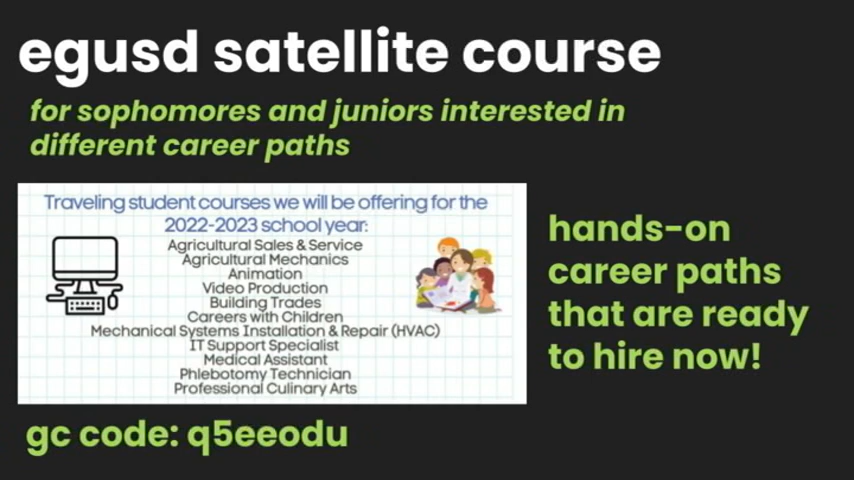 egusd satellite course
for sophomores and juniors interested in
different career paths
Traveling student courses we will be offering for the
2022-2023 school year:
Agricultural Sales & Service
Agricultural Mechanics
Animation
Video Production
Building Trades
Careers with Children
Mechanical Systems Installation & Repair (HVAC)
IT Support Specialist
Medical Assistant
Phlebotomy Technician
Professional Culinary Arts
hands-on
career paths
that are ready
to hire now!
gc code: q5eeodu